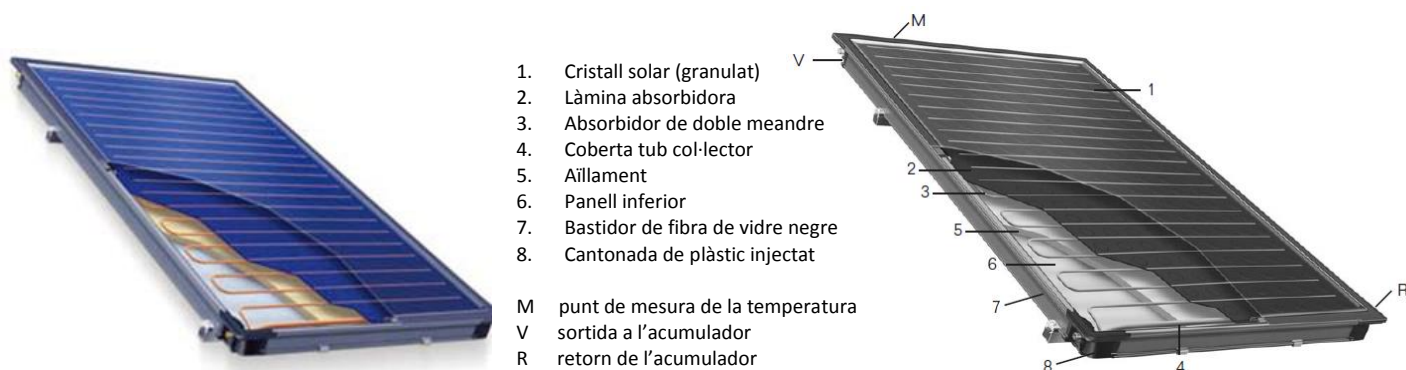 1. Cristall solar (granulat)
2. Làmina absorbidora
3. Absorbidor de doble meandre
4. Coberta tub col·lector
5. Aïllament
6. Panell inferior
7. Bastidor de fibra de vidre negre
8. Cantonada de plàstic injectat
M punt de mesura de la temperatura
V sortida a l’acumulador
R retorn de l’acumulador
M
V
1
2
3
5
6
7
R
8
4